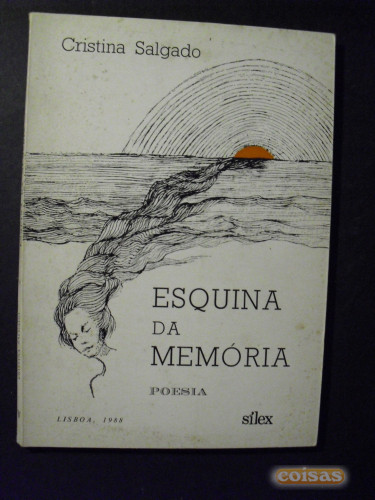 Cristina Salgado
ESQUINA
DA
MEMÓRIA
POESIA
LISBOA, 1988
sílex
coisas